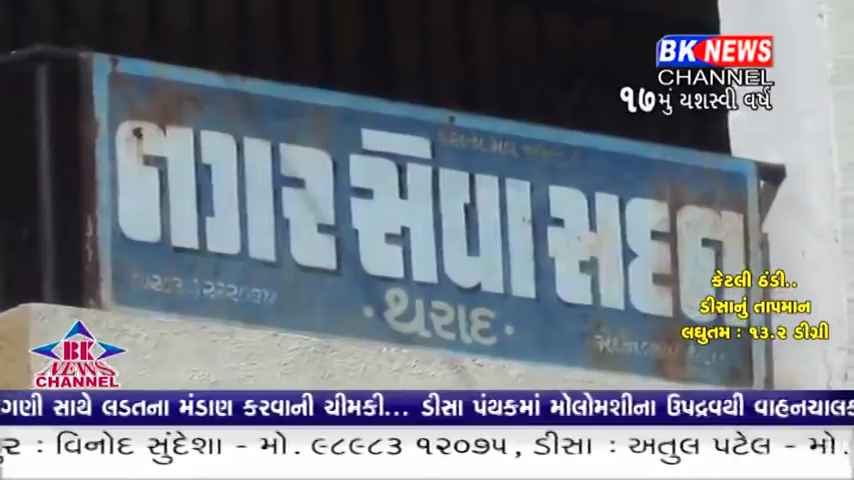 BK NEWS
CHANNEL
૧૭મું યશસ્વી વર્ષ
નગર સેવા સદન
· થરાદ ·
કેટલી ઠંડી..
ડીસાનું તાપમાન
લઘુતમ : ૧૩.૨ ડીગ્રી
BK
NEWS
CHANNEL
ગણી સાથે લડતના મંડાણ કરવાની ચીમકી... ડીસા પંથકમાં મોલોમશીના ઉપદ્રવથી વાહનચાલક
: વિનોદ સુંદેશા - મો. ૯૮૯૮૩ ૧૨૦૭૫, ડીસા : અતુલ પટેલ - મો.